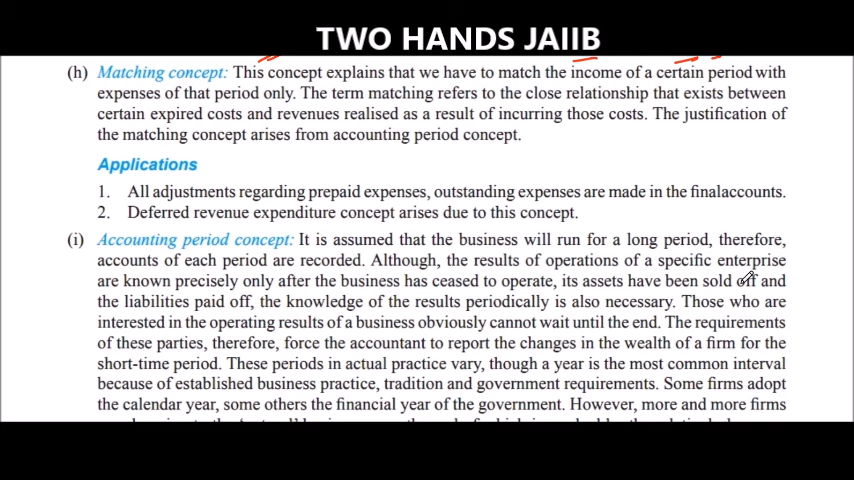 TWO HANDS JAIIB
(h) Matching concept: This concept explains that we have to match the income of a certain period with
expenses of that period only. The term matching refers to the close relationship that exists between
certain expired costs and revenues realised as a result of incurring those costs. The justification of
the matching concept arises from accounting period concept.
Applications
1. All adjustments regarding prepaid expenses, outstanding expenses are made in the finalaccounts.
2. Deferred revenue expenditure concept arises due to this concept.
(i) Accounting period concept: It is assumed that the business will run for a long period, therefore,
accounts of each period are recorded. Although, the results of operations of a specific enterprise
are known precisely only after the business has ceased to operate, its assets have been sold off and
the liabilities paid off, the knowledge of the results periodically is also necessary. Those who are
interested in the operating results of a business obviously cannot wait until the end. The requirements
of these parties, therefore, force the accountant to report the changes in the wealth of a firm for the
short-time period. These periods in actual practice vary, though a year is the most common interval
because of established business practice, tradition and government requirements. Some firms adopt
the calendar year, some others the financial year of the government. However, more and more firms